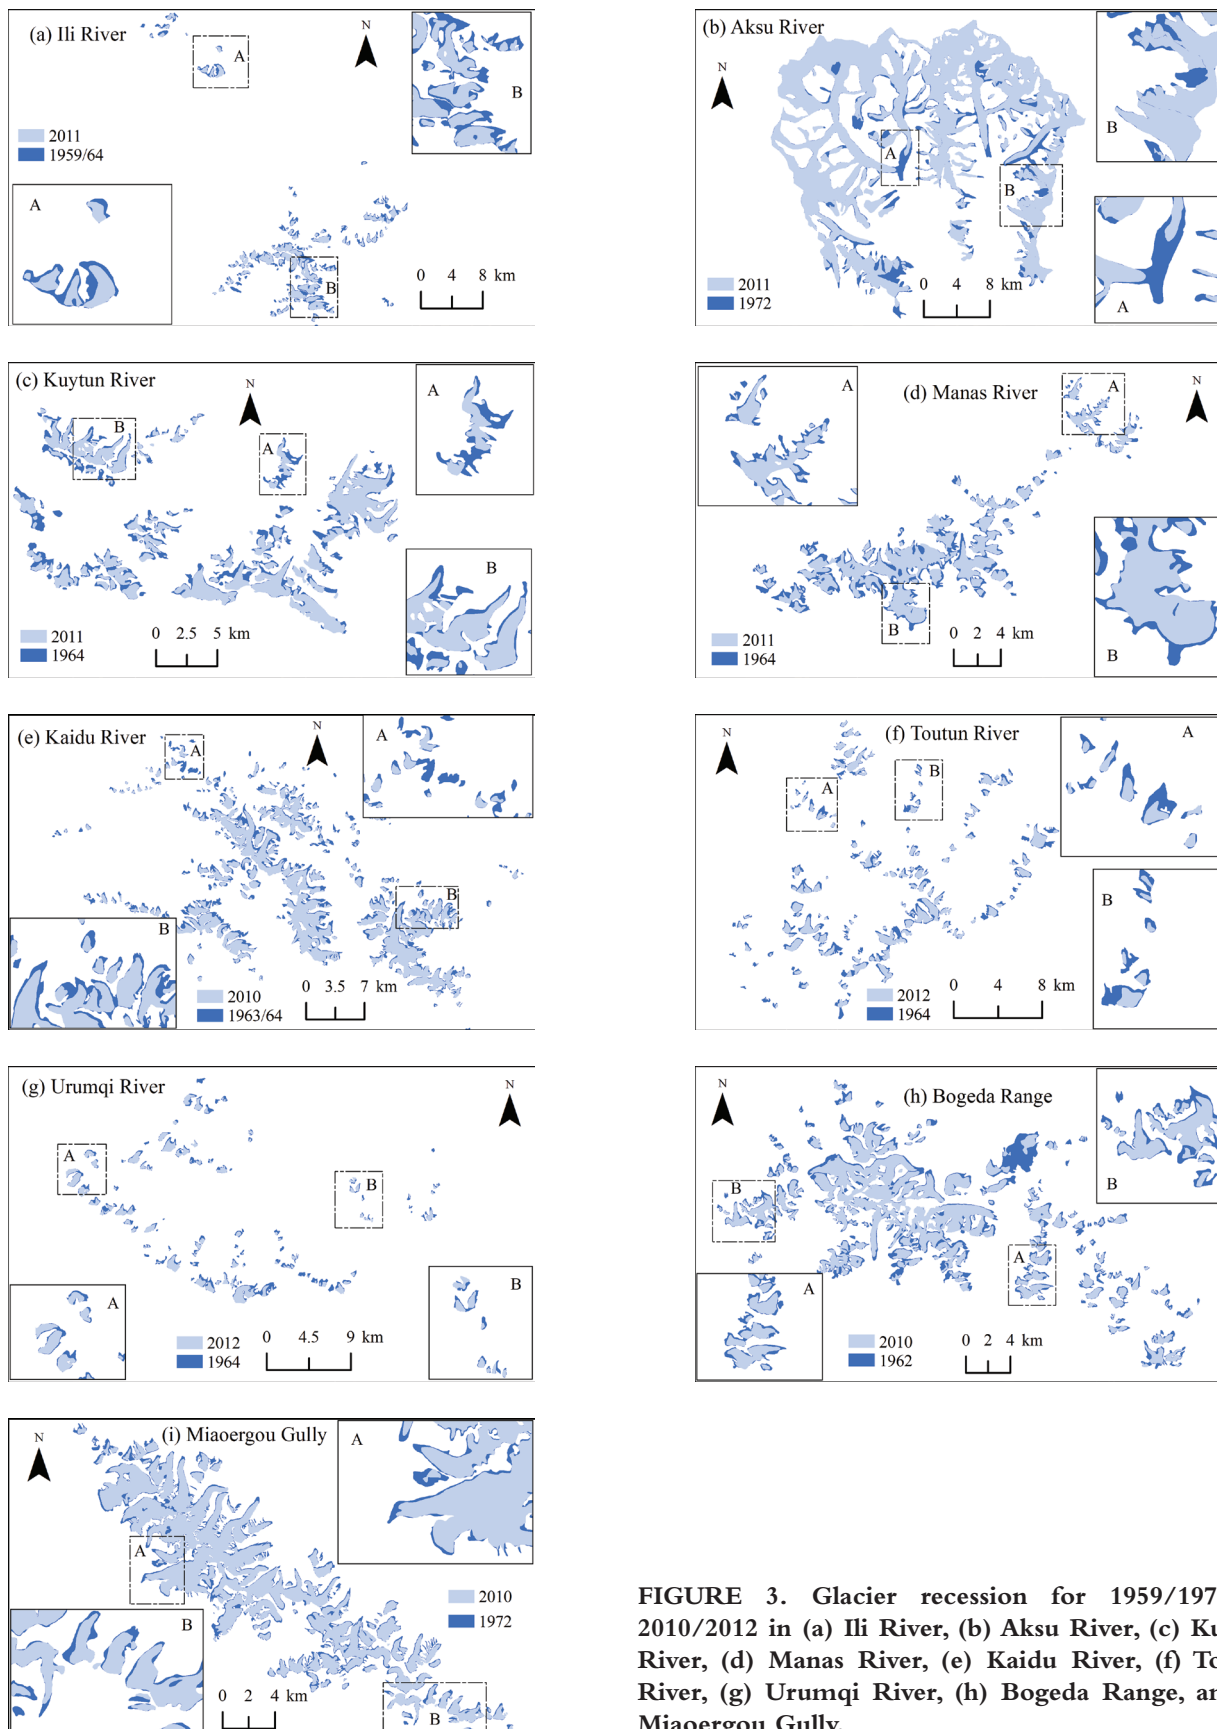 (a) Ili River
N
A
B
2011
1959/64
A
B
0 4 8 km
(b) Aksu River
N
B
A
B
2011
1972
0 4 8 km
A
(c) Kuytun River
N
A
B
A
B
2011
1964
0 2.5 5 km
(d) Manas River
A
A
N
B
B
2011
1964
0 2 4 km
(e) Kaidu River
N
A
A
B
B
2010
1963/64
0 3.5 7 km
(f) Toutun River
N
A
B
A
B
2012
1964
0 4 8 km
(g) Urumqi River
N
A
B
A
B
2012
1964
0 4.5 9 km
(h) Bogeda Range
N
B
B
A
A
2010
1962
0 2 4 km
(i) Miaoergou Gully
N
A
A
2010
1972
B
0 2 4 km
B
FIGURE 3. Glacier recession for 1959/197
2010/2012 in (a) Ili River, (b) Aksu River, (c) Ku
River, (d) Manas River, (e) Kaidu River, (f) To
River, (g) Urumqi River, (h) Bogeda Range, an
Miaoergou Gully.